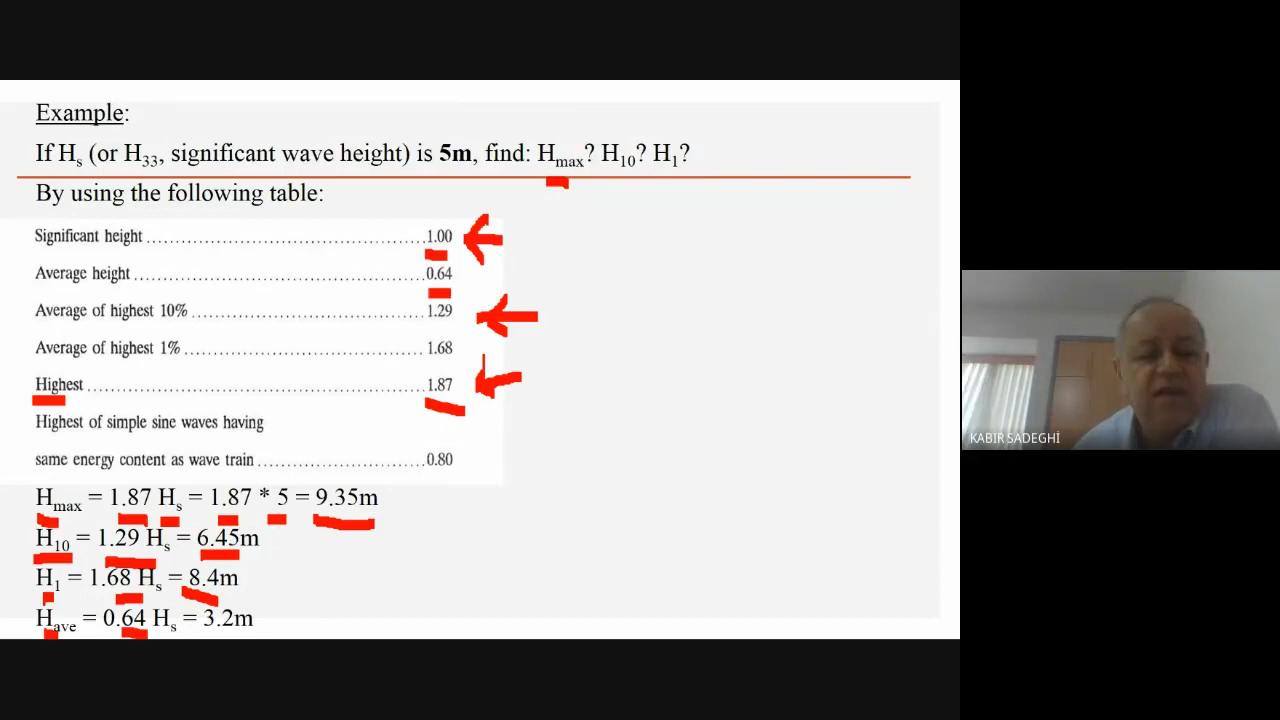 Example:
If Hs (or H33, significant wave height) is 5m, find: Hmax? H10? H1?
By using the following table:
Significant height ........................................................ 1.00
Average height ........................................................ 0.64
Average of highest 10% ........................................................ 1.29
Average of highest 1% ........................................................ 1.68
Highest ........................................................ 1.87
Highest of simple sine waves having
same energy content as wave train ........................................ 0.80
Hmax = 1.87 Hs = 1.87 * 5 = 9.35m
H10 = 1.29 Hs = 6.45m
H1 = 1.68 Hs = 8.4m
Have = 0.64 Hs = 3.2m
KABIR SADEGHİ